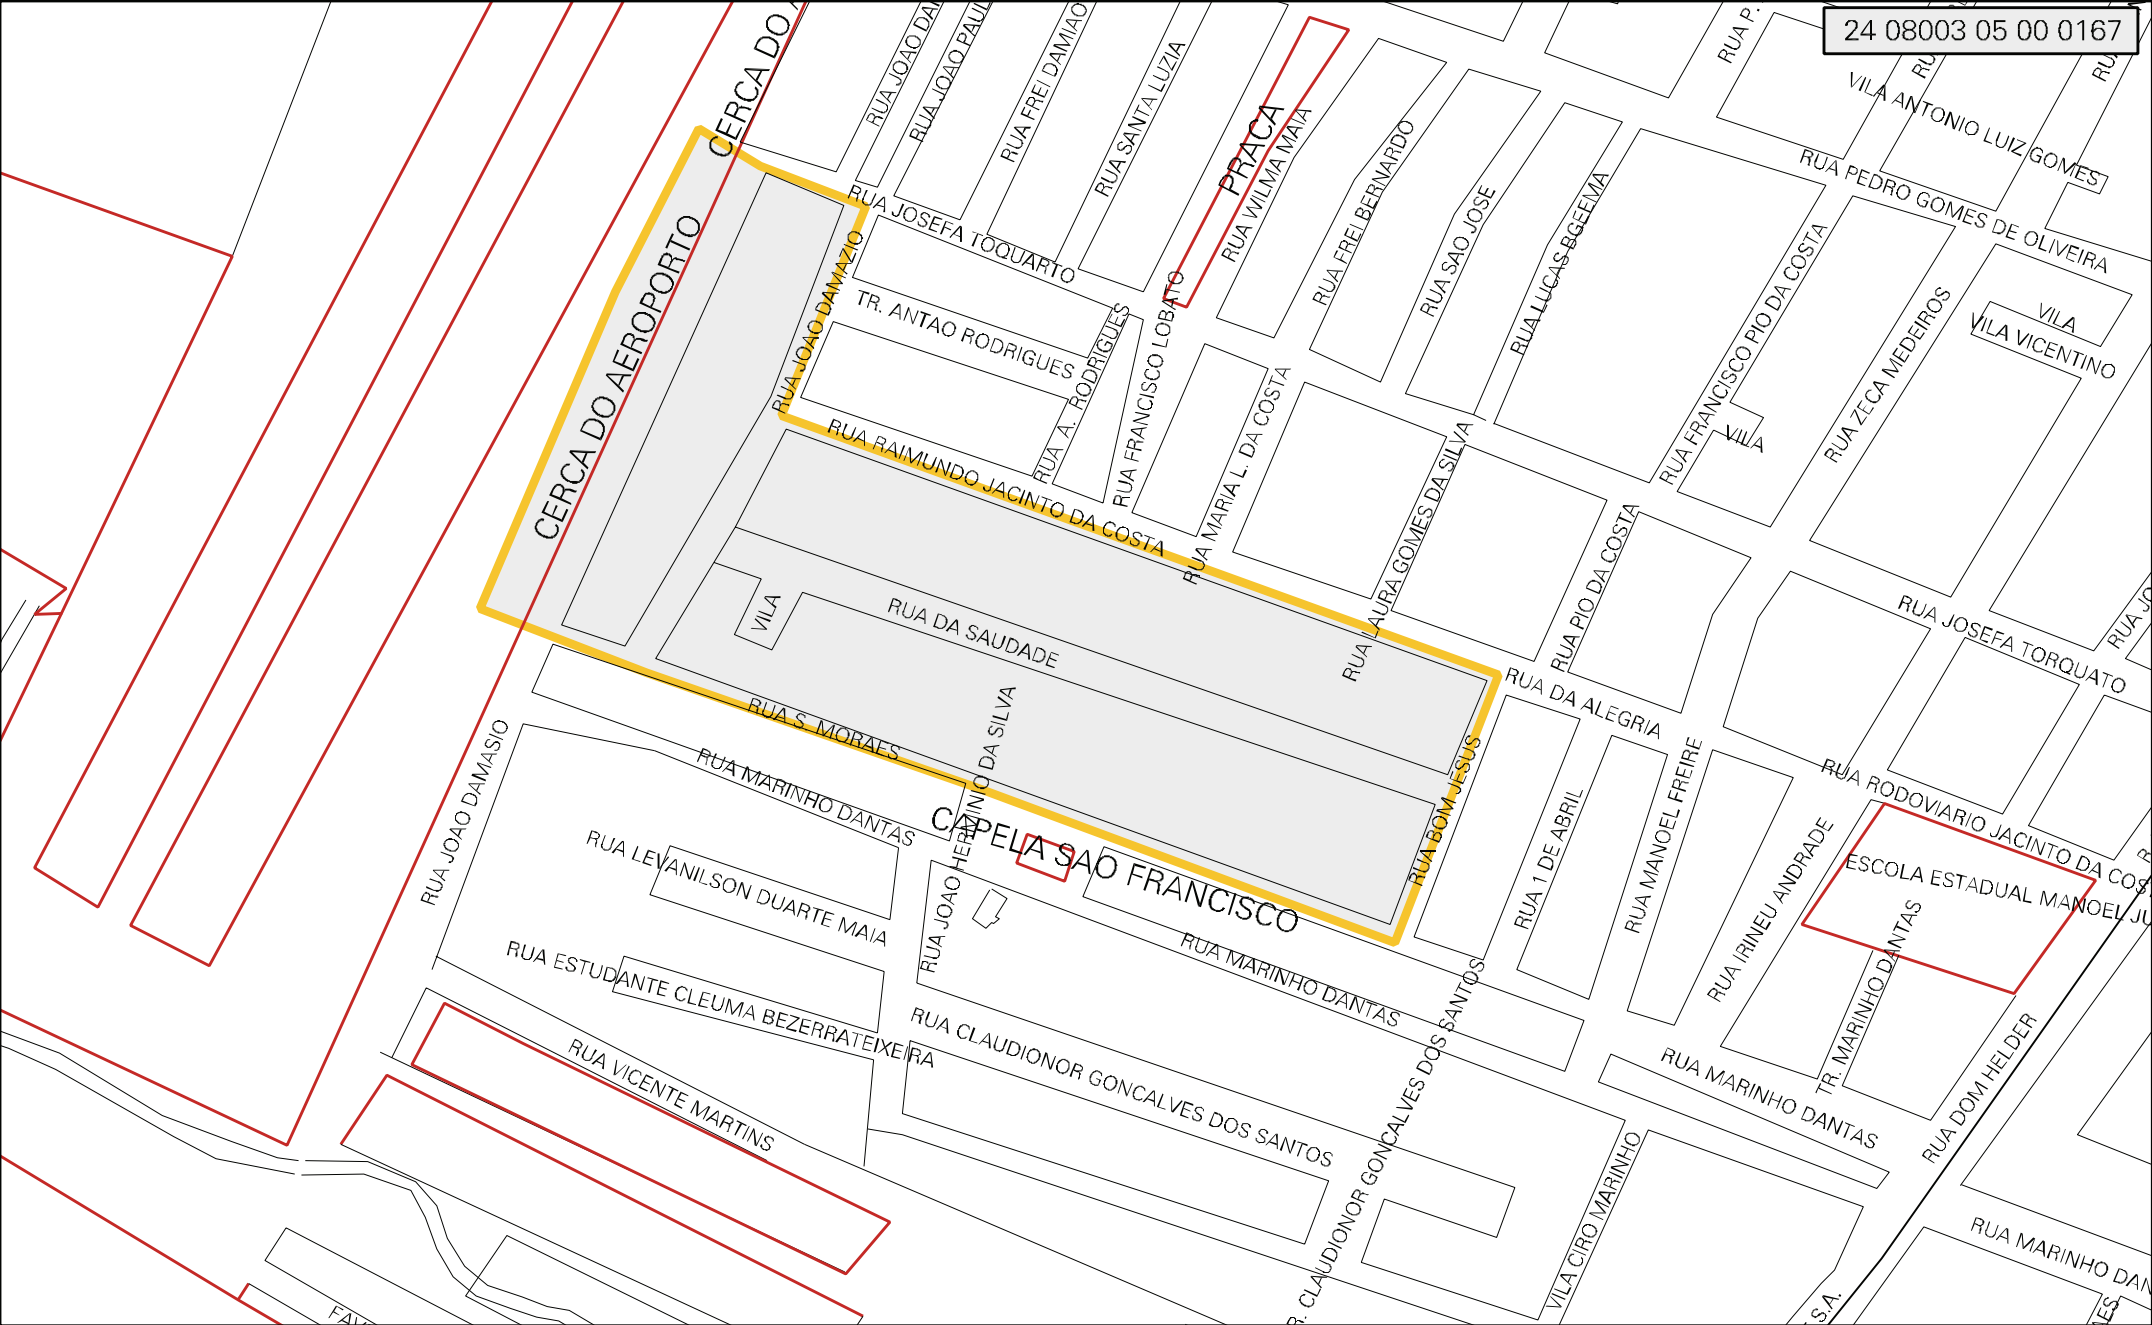 24 08003 05 00 0167
CERCA DO
RUA JOAO PAUL
RUA FREI DAMIAO
RUA SANTA LUZIA
PRACA
RUA WILMA MAIA
RUA FREI BERNARDO
RUA SAO JOSE
RUA LUCAS BGEEMA
RUA P.
VILA ANTONIO LUIZ GOMES
RUA PEDRO GOMES DE OLIVEIRA
RUA JOSEFA TOQUARTO
TR. ANTAO RODRIGUES
RUA JOAO DAMAZIO
CERCA DO AEROPORTO
RUA A. RODRIGUES
RUA FRANCISCO LOBATO
RUA MARIA L. DA COSTA
RUA LAURA GOMES DA SILVA
RUA FRANCISCO PIO DA COSTA
VILA
RUA ZECA MEDEIROS
VILA
VILA VICENTINO
RUA RAIMUNDO JACINTO DA COSTA
RUA PIO DA COSTA
RUA JOSEFA TORQUATO
VILA
RUA DA SAUDADE
RUA DA ALEGRIA
RUA S. MORAES
RUA MARINHO DANTAS
RUA JOAO HERMINIO DA SILVA
RUA BOM JESUS
RUA 1 DE ABRIL
RUA MANOEL FREIRE
RUA RODOVIARIO JACINTO DA COS
RUA IRINEU ANDRADE
ESCOLA ESTADUAL MANOEL JU
TR. MARINHO DANTAS
RUA JOAO DAMASIO
CAPELA SAO FRANCISCO
RUA LEVANILSON DUARTE MAIA
RUA MARINHO DANTAS
RUA ESTUDANTE CLEUMA BEZERRATEIXEIRA
RUA CLAUDIONOR GONCALVES DOS SANTOS
RUA VICENTE MARTINS
R. CLAUDIONOR GONCALVES DOS SANTOS
RUA MARINHO DANTAS
RUA DOM HELDER
VILA CIRO MARINHO
RUA MARINHO DAN
S.A.
FAV